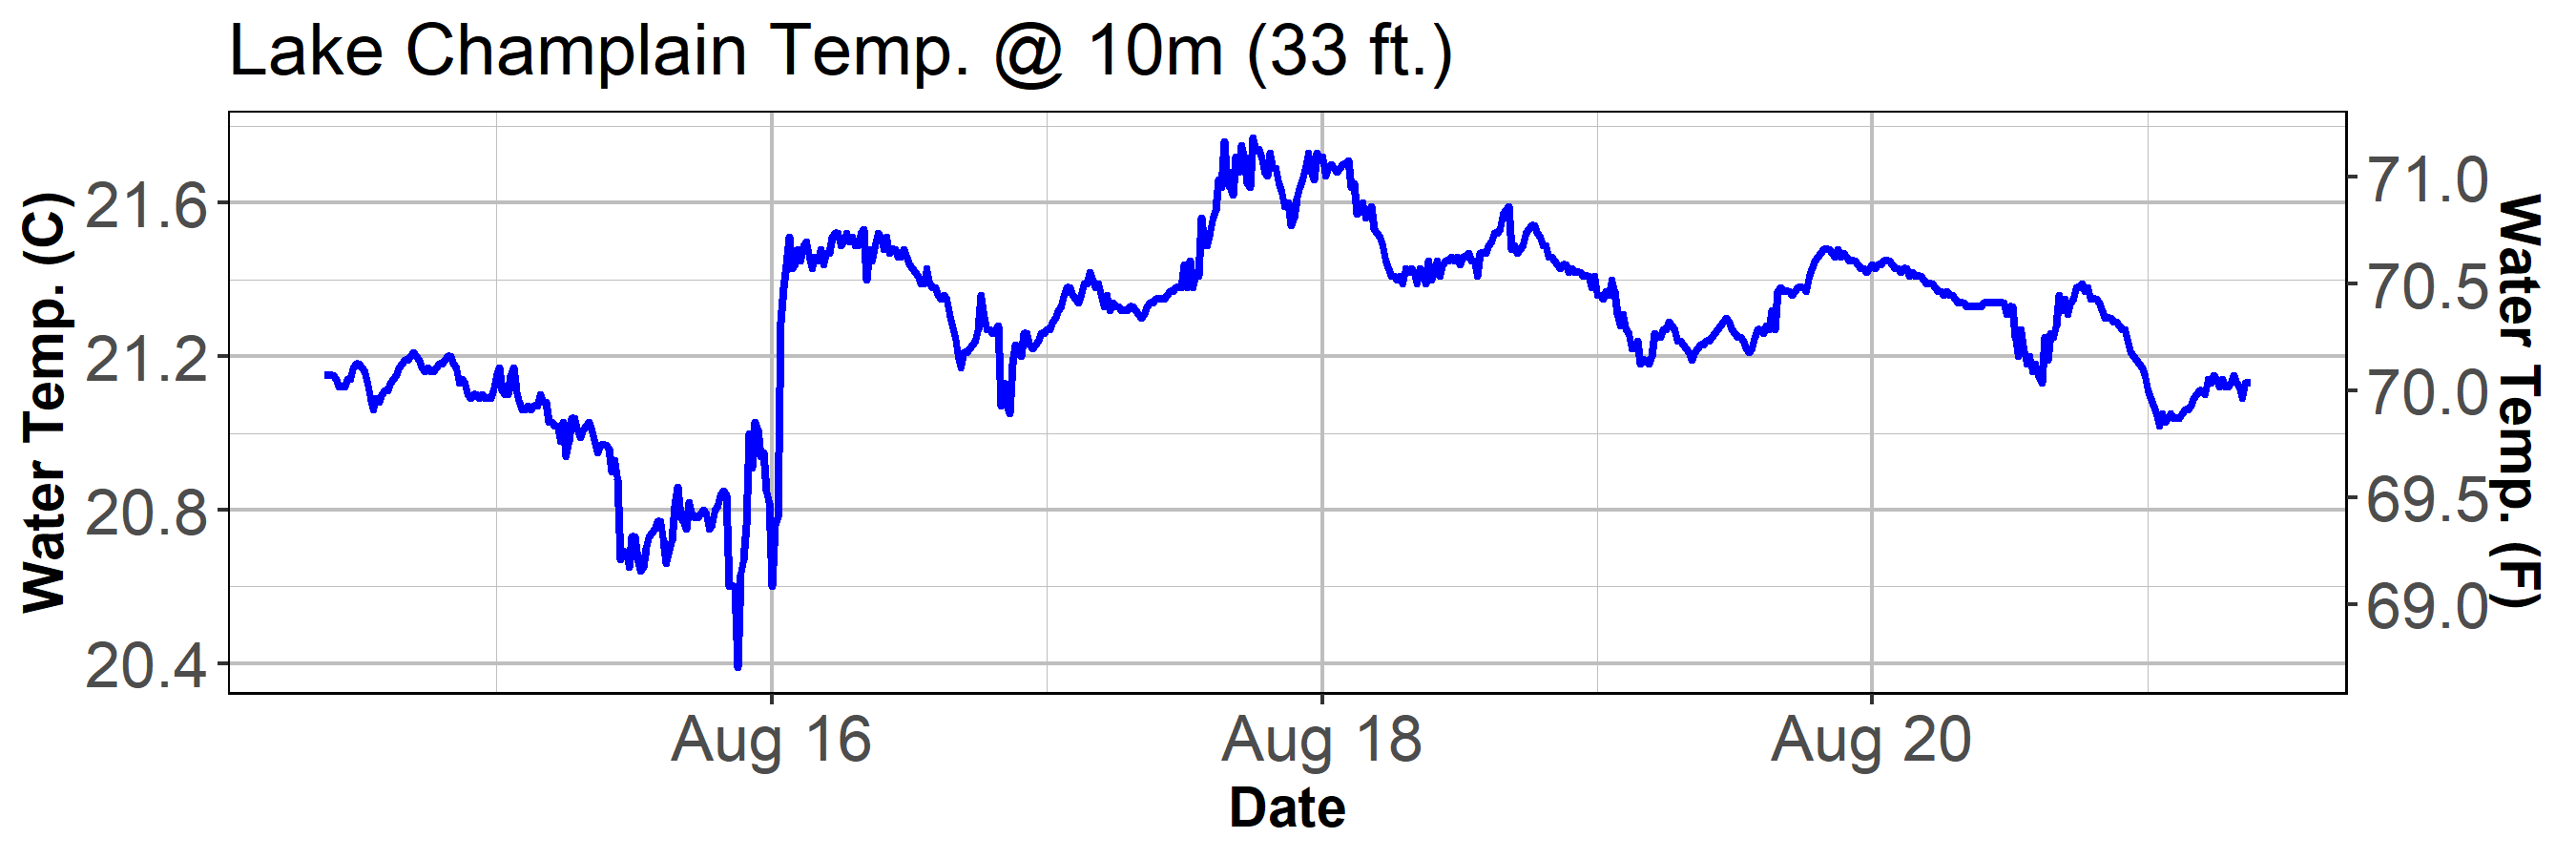 Lake Champlain Temp. @ 10m (33 ft.)
Water Temp. (C)
21.6
21.2
20.8
20.4
71.0
70.5
70.0
69.5
69.0
Water Temp. (F)
Aug 16 Aug 18 Aug 20
Date